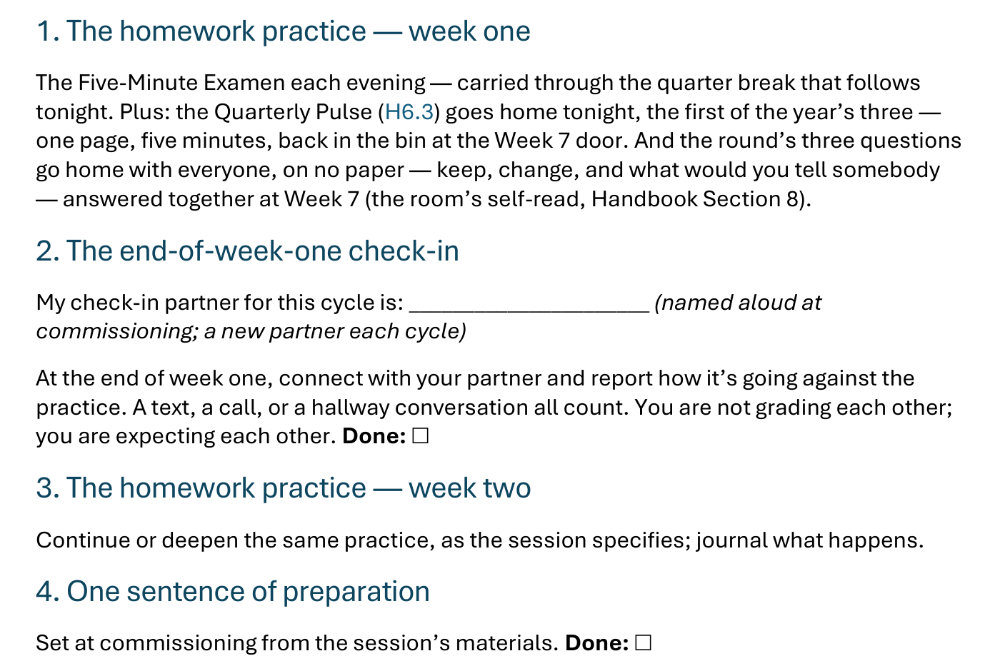 1. The homework practice — week one
The Five-Minute Examen each evening — carried through the quarter break that follows
tonight. Plus: the Quarterly Pulse (H6.3) goes home tonight, the first of the year’s three —
one page, five minutes, back in the bin at the Week 7 door. And the round’s three questions
go home with everyone, on no paper — keep, change, and what would you tell somebody
— answered together at Week 7 (the room’s self-read, Handbook Section 8).
2. The end-of-week-one check-in
My check-in partner for this cycle is: ______________________ (named aloud at
commissioning; a new partner each cycle)
At the end of week one, connect with your partner and report how it’s going against the
practice. A text, a call, or a hallway conversation all count. You are not grading each other;
you are expecting each other. Done: ☐
3. The homework practice — week two
Continue or deepen the same practice, as the session specifies; journal what happens.
4. One sentence of preparation
Set at commissioning from the session’s materials. Done: ☐